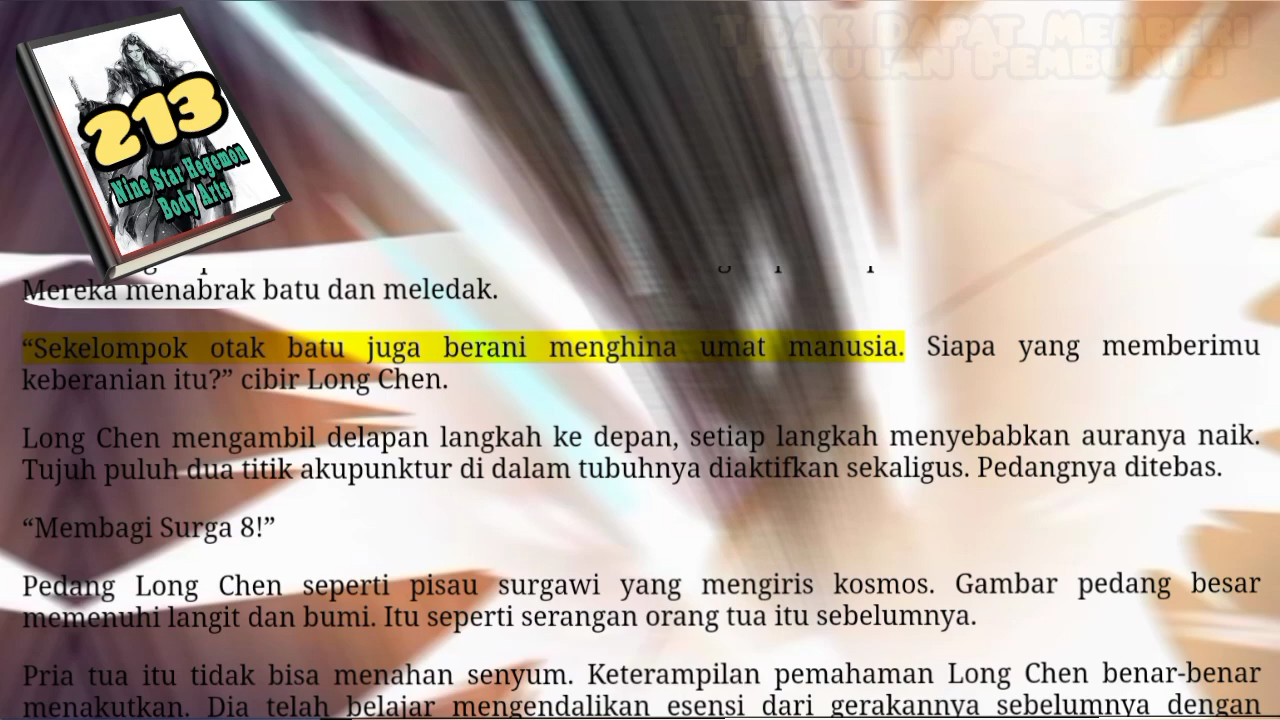 Tidak Dapat Memberi
Pukulan Pembunuh
213
Nine Star Hegemon
Body Arts
Mereka menabrak batu dan meledak.
“Sekelompok otak batu juga berani menghina umat manusia. Siapa yang memberimu
keberanian itu?” cibir Long Chen.
Long Chen mengambil delapan langkah ke depan, setiap langkah menyebabkan auranya naik.
Tujuh puluh dua titik akupunktur di dalam tubuhnya diaktifkan sekaligus. Pedangnya ditebas.
“Membagi Surga 8!”
Pedang Long Chen seperti pisau surgawi yang mengiris kosmos. Gambar pedang besar
memenuhi langit dan bumi. Itu seperti serangan orang tua itu sebelumnya.
Pria tua itu tidak bisa menahan senyum. Keterampilan pemahaman Long Chen benar-benar
menakutkan. Dia telah belajar mengendalikan esensi dari gerakannya sebelumnya dengan